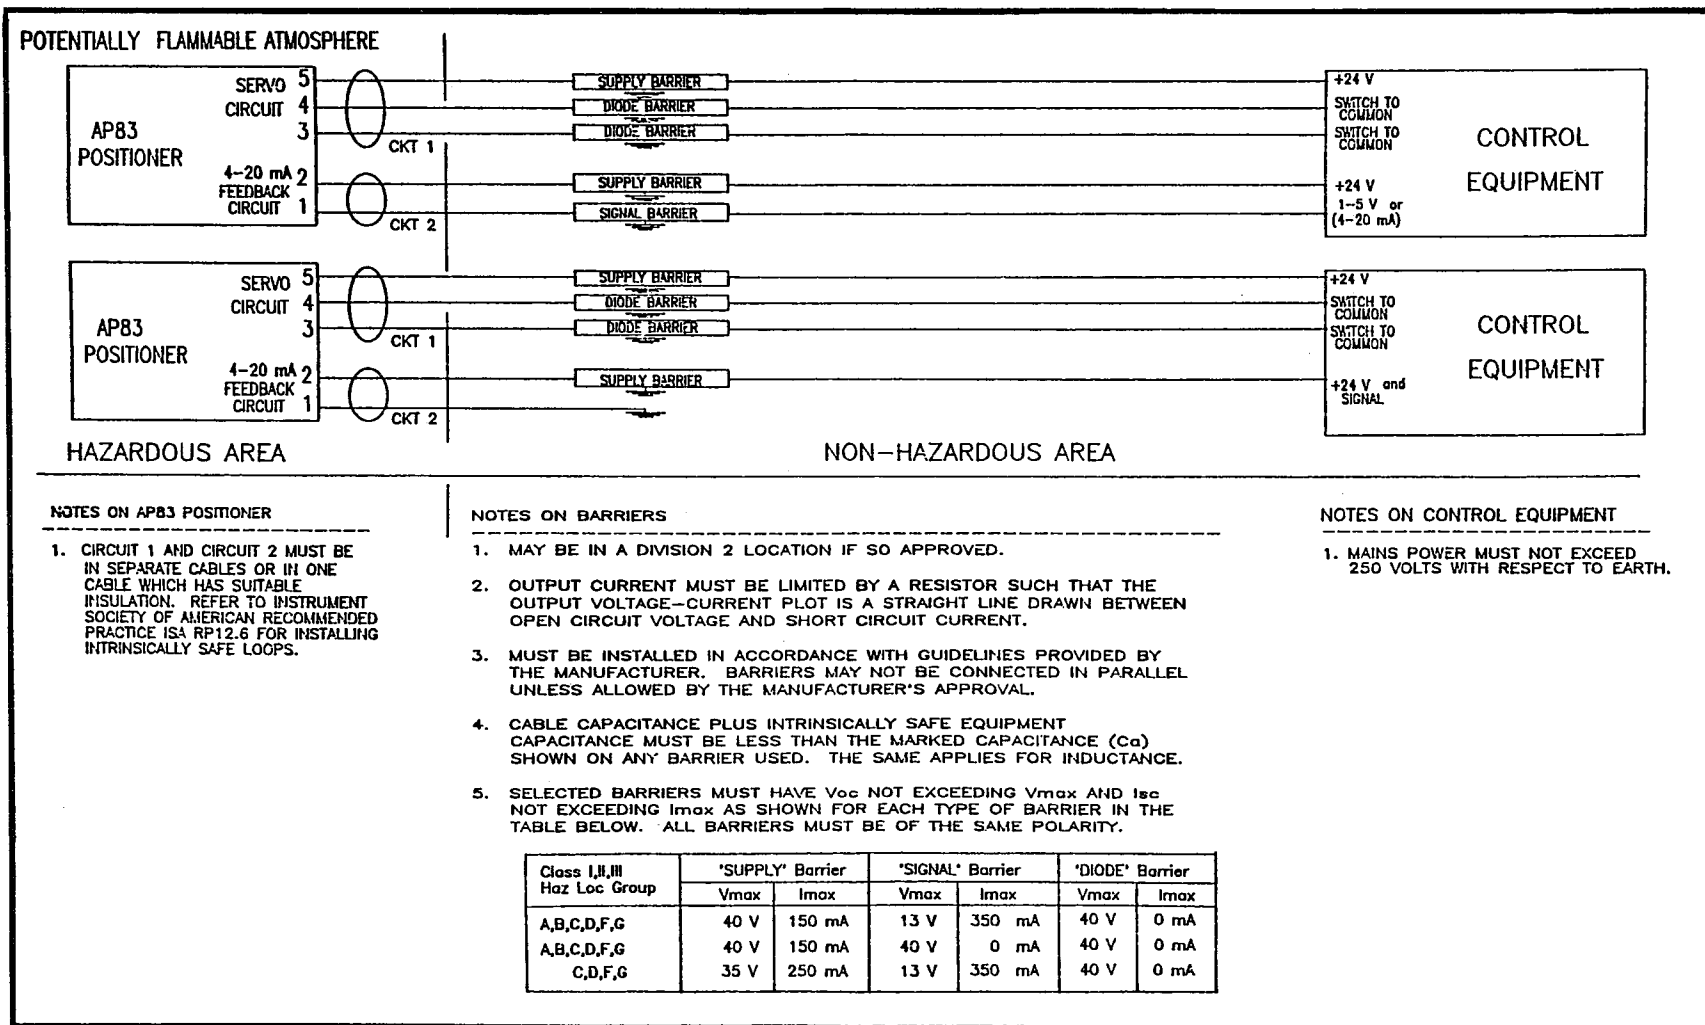 POTENTIALLY FLAMMABLE ATMOSPHERE
AP83
POSITIONER
SERVO 5
CIRCUIT 4
3
4-20 mA 2
FEEDBACK
CIRCUIT 1
CKT 1
CKT 2
SUPPLY BARRIER
DIODE BARRIER
DIODE BARRIER
SUPPLY BARRIER
SIGNAL BARRIER
+24 V
SWITCH TO
COMMON
SWITCH TO
COMMON
+24 V
1-5 V or
(4-20 mA)
CONTROL
EQUIPMENT
AP83
POSITIONER
SERVO 5
CIRCUIT 4
3
4-20 mA 2
FEEDBACK
CIRCUIT 1
CKT 1
CKT 2
SUPPLY BARRIER
DIODE BARRIER
DIODE BARRIER
SUPPLY BARRIER
+24 V
SWITCH TO
COMMON
SWITCH TO
COMMON
+24 V and
SIGNAL
CONTROL
EQUIPMENT
HAZARDOUS AREA
NON-HAZARDOUS AREA
NOTES ON AP83 POSITIONER
1. CIRCUIT 1 AND CIRCUIT 2 MUST BE
IN SEPARATE CABLES OR IN ONE
CABLE WHICH HAS SUITABLE
INSULATION. REFER TO INSTRUMENT
SOCIETY OF AMERICAN RECOMMENDED
PRACTICE ISA RP12.6 FOR INSTALLING
INTRINSICALLY SAFE LOOPS.
NOTES ON BARRIERS
1. MAY BE IN A DIVISION 2 LOCATION IF SO APPROVED.
2. OUTPUT CURRENT MUST BE LIMITED BY A RESISTOR SUCH THAT THE
OUTPUT VOLTAGE-CURRENT PLOT IS A STRAIGHT LINE DRAWN BETWEEN
OPEN CIRCUIT VOLTAGE AND SHORT CIRCUIT CURRENT.
3. MUST BE INSTALLED IN ACCORDANCE WITH GUIDELINES PROVIDED BY
THE MANUFACTURER. BARRIERS MAY NOT BE CONNECTED IN PARALLEL
UNLESS ALLOWED BY THE MANUFACTURER'S APPROVAL.
4. CABLE CAPACITANCE PLUS INTRINSICALLY SAFE EQUIPMENT
CAPACITANCE MUST BE LESS THAN THE MARKED CAPACITANCE (Ca)
SHOWN ON ANY BARRIER USED. THE SAME APPLIES FOR INDUCTANCE.
5. SELECTED BARRIERS MUST HAVE Voc NOT EXCEEDING Vmax AND Isc
NOT EXCEEDING Imax AS SHOWN FOR EACH TYPE OF BARRIER IN THE
TABLE BELOW. ALL BARRIERS MUST BE OF THE SAME POLARITY.
Class I,II,III 'SUPPLY' Barrier 'SIGNAL' Barrier 'DIODE' Barrier
Haz Loc Group Vmax Imax Vmax Imax Vmax Imax
A,B,C,D,F,G 40 V 150 mA 13 V 350 mA 40 V 0 mA
A,B,C,D,F,G 40 V 150 mA 40 V 0 mA 40 V 0 mA
C,D,F,G 35 V 250 mA 13 V 350 mA 40 V 0 mA
NOTES ON CONTROL EQUIPMENT
1. MAINS POWER MUST NOT EXCEED
250 VOLTS WITH RESPECT TO EARTH.